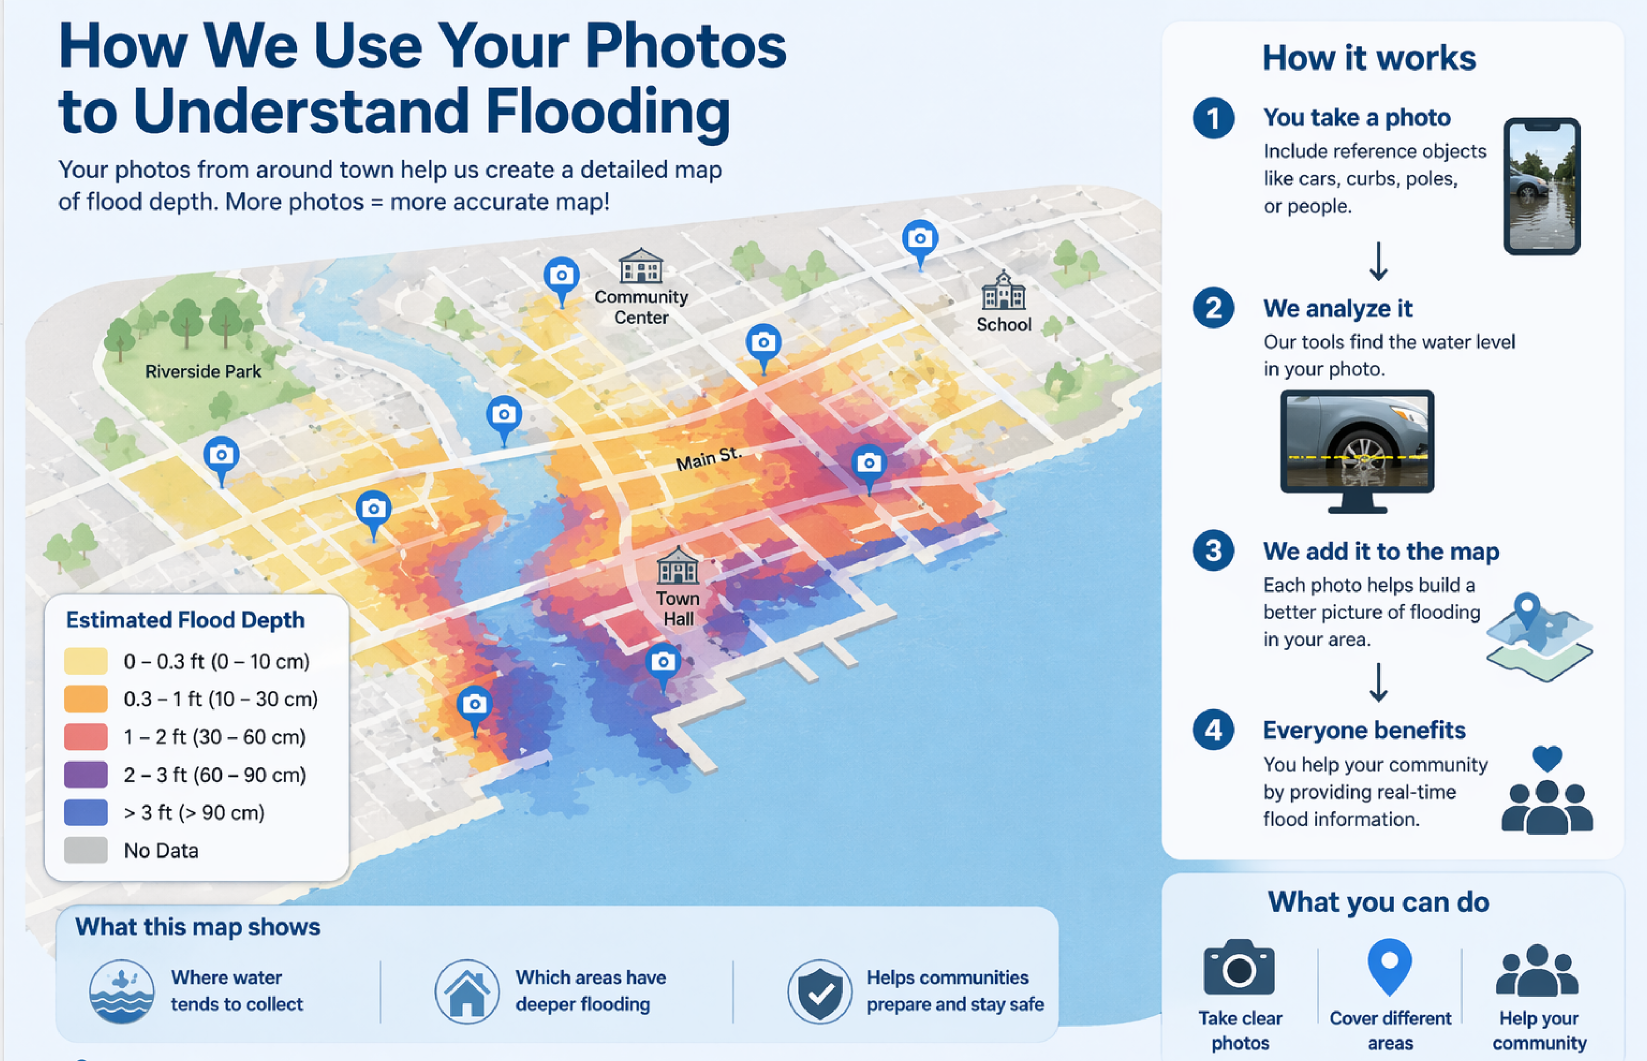 How We Use Your Photos
to Understand Flooding
Your photos from around town help us create a detailed map
of flood depth. More photos = more accurate map!
Community
Center
School
Riverside Park
Main St.
Town
Hall
Estimated Flood Depth
0 – 0.3 ft (0 – 10 cm)
0.3 – 1 ft (10 – 30 cm)
1 – 2 ft (30 – 60 cm)
2 – 3 ft (60 – 90 cm)
> 3 ft (> 90 cm)
No Data
What this map shows
Where water
tends to collect
Which areas have
deeper flooding
Helps communities
prepare and stay safe
How it works
1
You take a photo
Include reference objects
like cars, curbs, poles,
or people.
2
We analyze it
Our tools find the water level
in your photo.
3
We add it to the map
Each photo helps build a
better picture of flooding
in your area.
4
Everyone benefits
You help your community
by providing real-time
flood information.
What you can do
Take clear
photos
Cover different
areas
Help your
community